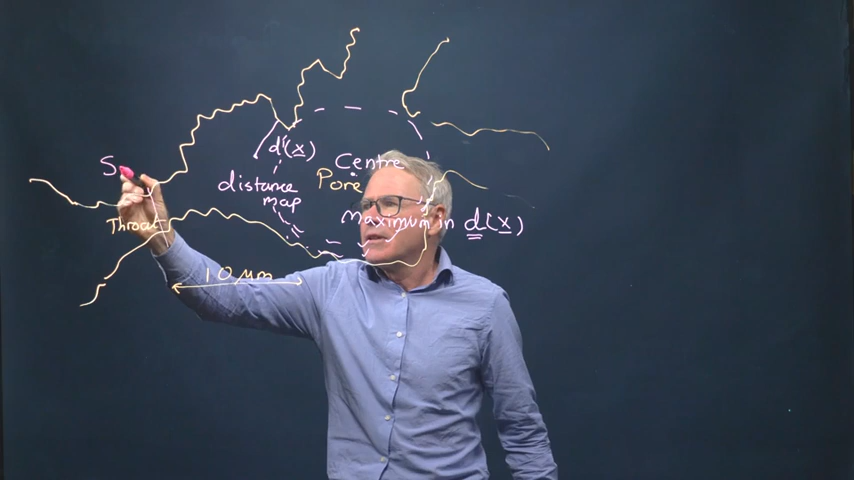 S
d(x)
Centre
distance
map
Pore
maximum in d(x)
Throat
10 μm